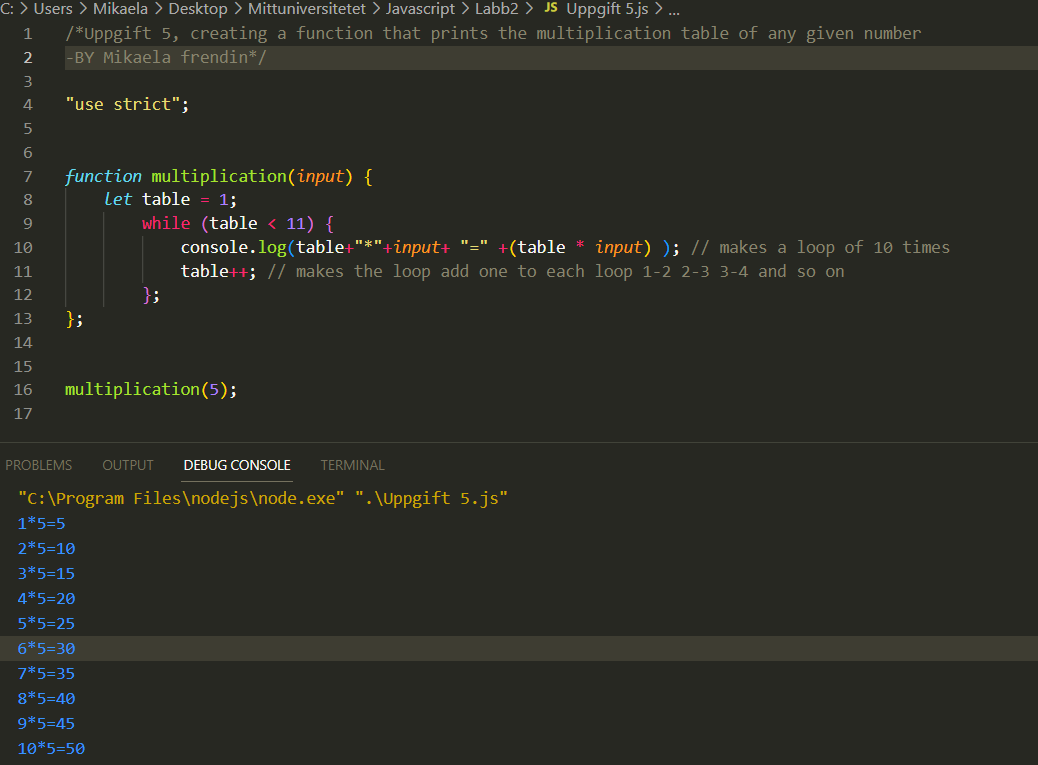 C: > Users > Mikaela > Desktop > Mittuniversitetet > Javascript > Labb2 > JS Uppgift 5.js > ...
1 /*Uppgift 5, creating a function that prints the multiplication table of any given number
2 -BY Mikaela frendin*/
3
4 "use strict";
5
6
7 function multiplication(input) {
8 let table = 1;
9 while (table < 11) {
10 console.log(table+"*"+input+ "=" +(table * input) ); // makes a loop of 10 times
11 table++; // makes the loop add one to each loop 1-2 2-3 3-4 and so on
12 };
13 };
14
15
16 multiplication(5);
17
PROBLEMS OUTPUT DEBUG CONSOLE TERMINAL
"C:\Program Files\nodejs\node.exe" ".\Uppgift 5.js"
1*5=5
2*5=10
3*5=15
4*5=20
5*5=25
6*5=30
7*5=35
8*5=40
9*5=45
10*5=50